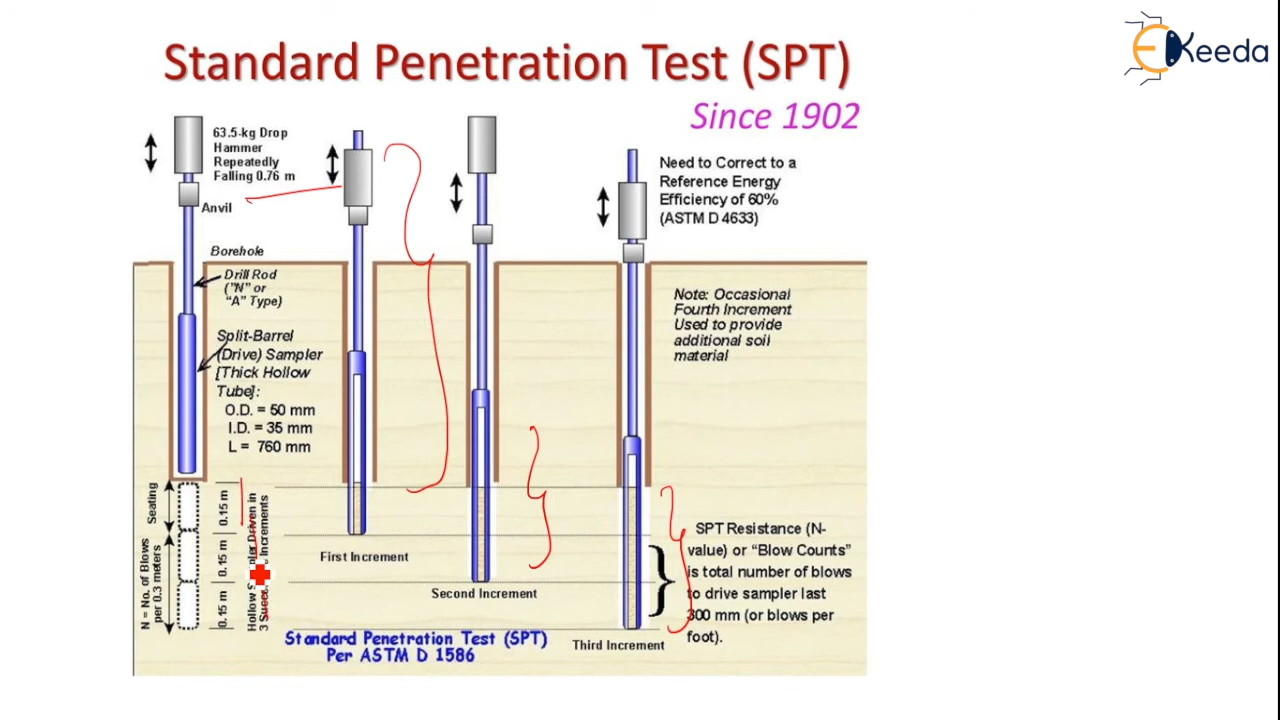 Standard Penetration Test (SPT)
Since 1902
EKeeda
63.5-kg Drop
Hammer
Repeatedly
Falling 0.76 m
Anvil
Borehole
Drill Rod
("N" or
"A" Type)
Split-Barrel
(Drive) Sampler
[Thick Hollow
Tube]:
O.D. = 50 mm
I.D. = 35 mm
L = 760 mm
Need to Correct to a
Reference Energy
Efficiency of 60%
(ASTM D 4633)
Note: Occasional
Fourth Increment
Used to provide
additional soil
material
Seating
N = No. of Blows
per 0.3 meters
0.15 m
0.15 m
0.15 m
Hollow Driven in
3 Increments
First Increment
Second Increment
Third Increment
SPT Resistance (N-
value) or "Blow Counts"
is total number of blows
to drive sampler last
300 mm (or blows per
foot).
Standard Penetration Test (SPT)
Per ASTM D 1586